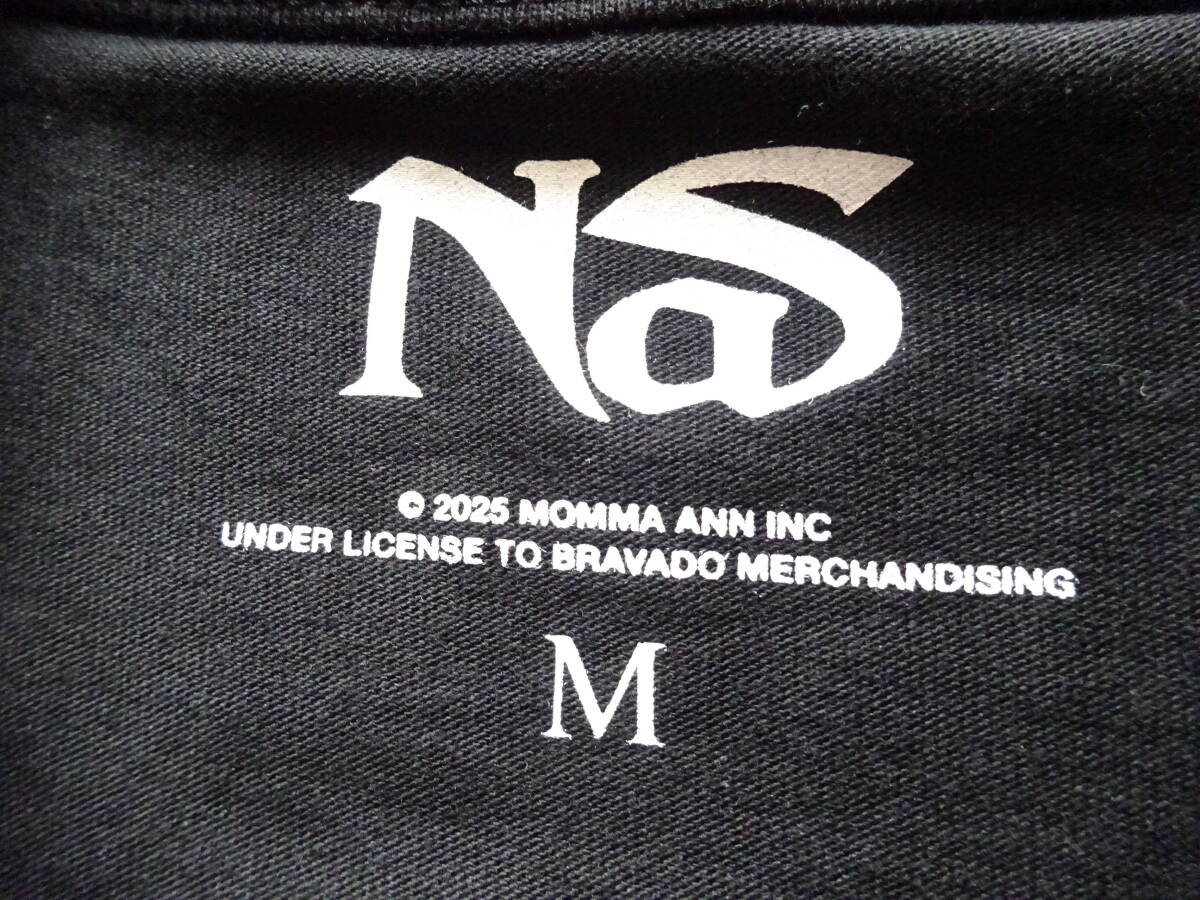 Nas
© 2025 MOMMA ANN INC
UNDER LICENSE TO BRAVADO MERCHANDISING
M